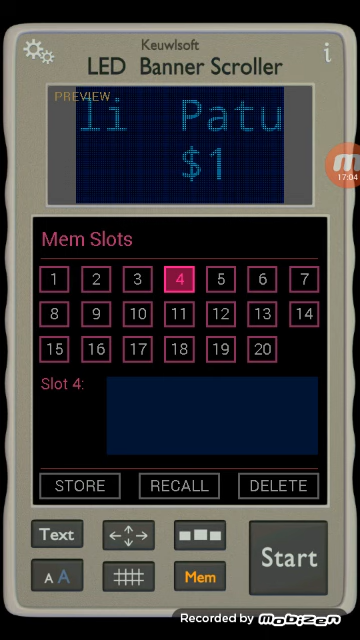 Keuwlsoft
i
LED Banner Scroller
PREVIEW
li Patu
$1
17:04
Mem Slots
1 2 3 4 5 6 7
8 9 10 11 12 13 14
15 16 17 18 19 20
Slot 4:
STORE RECALL DELETE
Text
Start
A A
Mem
Recorded by mobizen